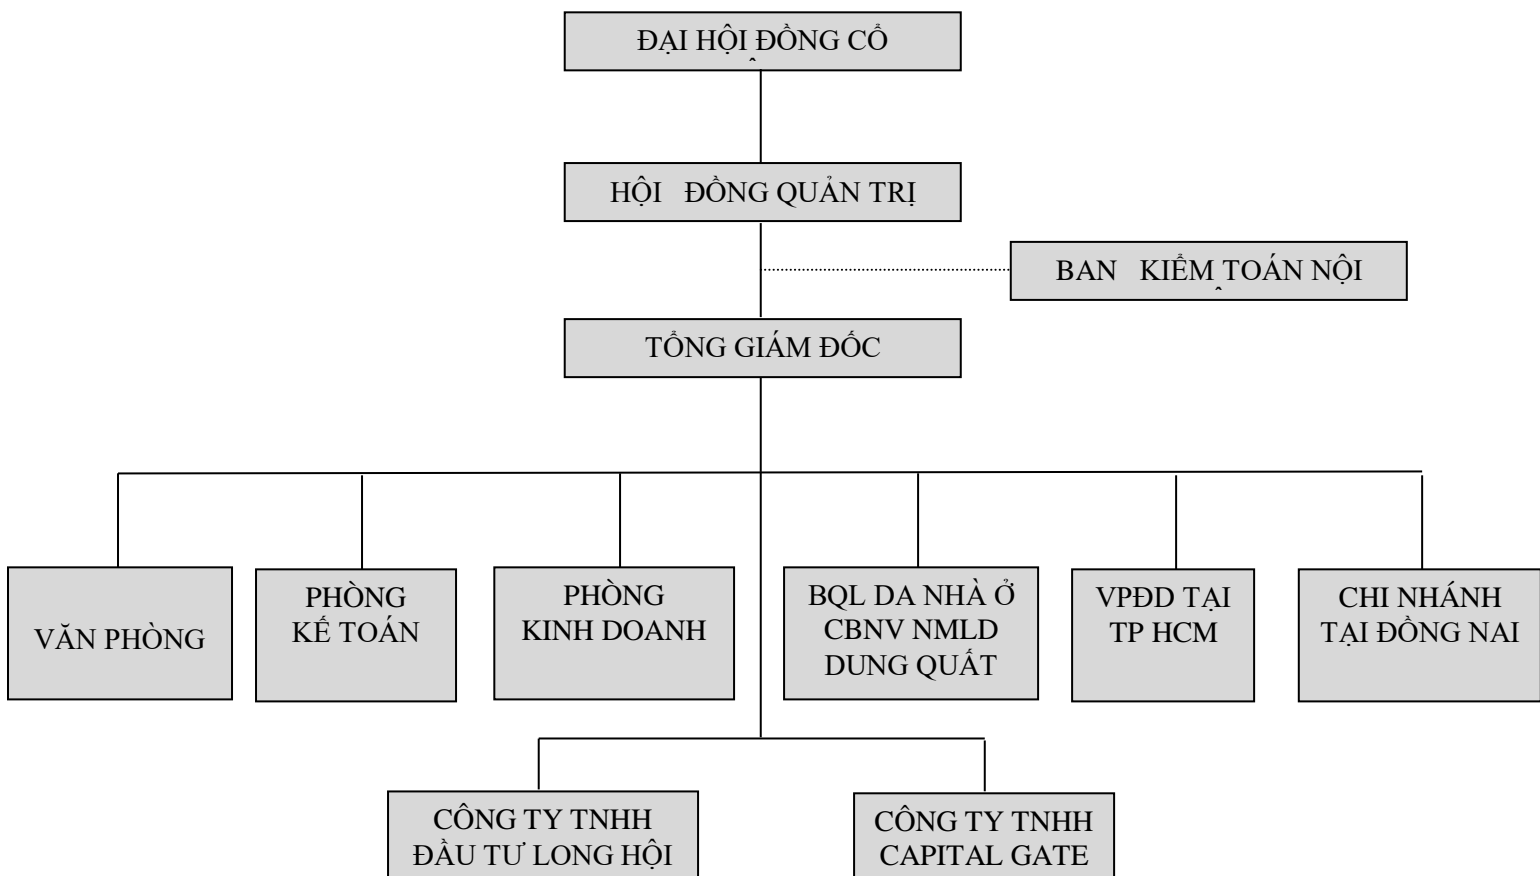 ĐẠI HỘI ĐỒNG CỔ
HỘI ĐỒNG QUẢN TRỊ
BAN KIỂM TOÁN NỘI
TỔNG GIÁM ĐỐC
VĂN PHÒNG
PHÒNG
KẾ TOÁN
PHÒNG
KINH DOANH
BQL DA NHÀ Ở
CBNV NMLD
DUNG QUẤT
VPĐD TẠI
TP HCM
CHI NHÁNH
TẠI ĐỒNG NAI
CÔNG TY TNHH
ĐẦU TƯ LONG HỘI
CÔNG TY TNHH
CAPITAL GATE